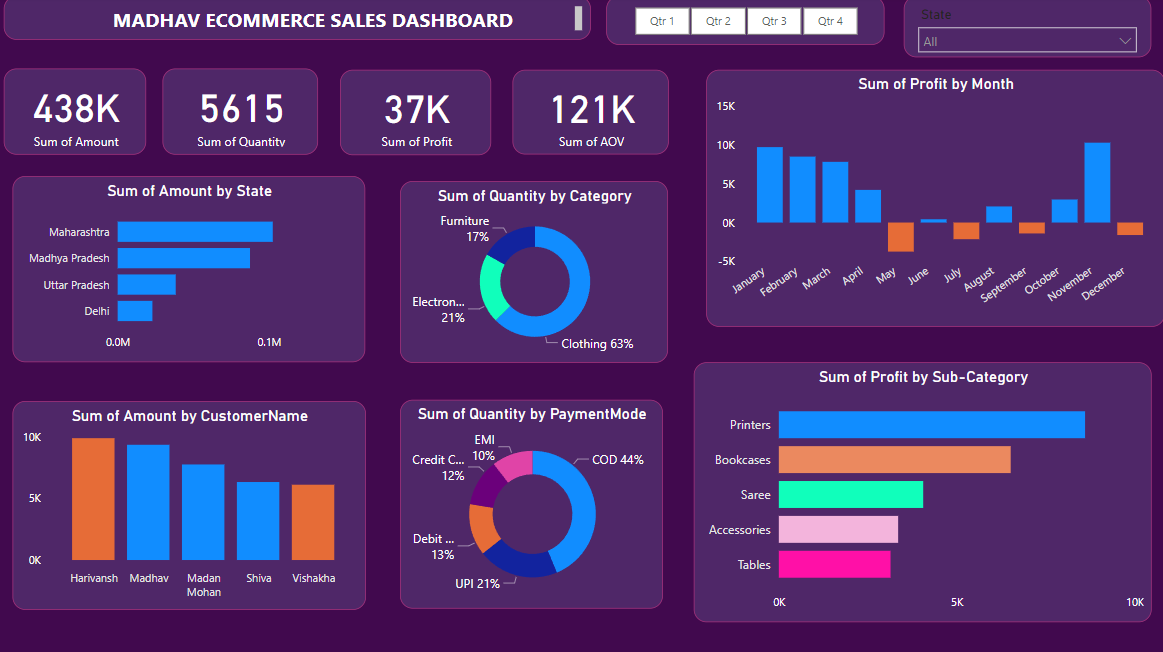 MADHAV ECOMMERCE SALES DASHBOARD
Qtr 1
Qtr 2
Qtr 3
Qtr 4
State
All
438K
Sum of Amount
5615
Sum of Quantity
37K
Sum of Profit
121K
Sum of AOV
Sum of Profit by Month
15K
10K
5K
0K
-5K
January
February
March
April
May
June
July
August
September
October
November
December
Sum of Amount by State
Maharashtra
Madhya Pradesh
Uttar Pradesh
Delhi
0.0M
0.1M
Sum of Quantity by Category
Furniture
17%
Electron...
21%
Clothing 63%
Sum of Profit by Sub-Category
Printers
Bookcases
Saree
Accessories
Tables
0K
5K
10K
Sum of Amount by CustomerName
10K
5K
0K
Harivansh
Madhav
Madan
Mohan
Shiva
Vishakha
Sum of Quantity by PaymentMode
EMI
10%
Credit C...
12%
COD 44%
Debit ...
13%
UPI 21%